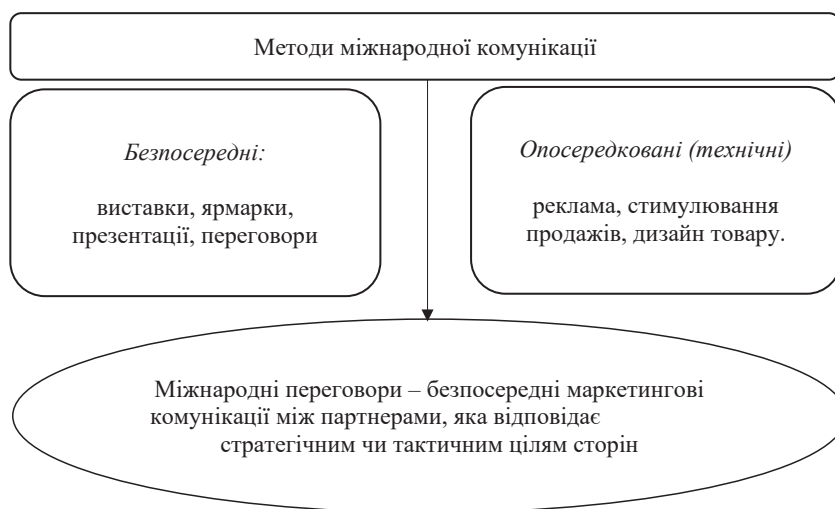 Методи міжнародної комунікації
Безпосередні:
виставки, ярмарки,
презентації, переговори
Опосередковані (технічні)
реклама, стимулювання
продажів, дизайн товару.
Міжнародні переговори – безпосередні маркетингові
комунікації між партнерами, яка відповідає
стратегічним чи тактичним цілям сторін